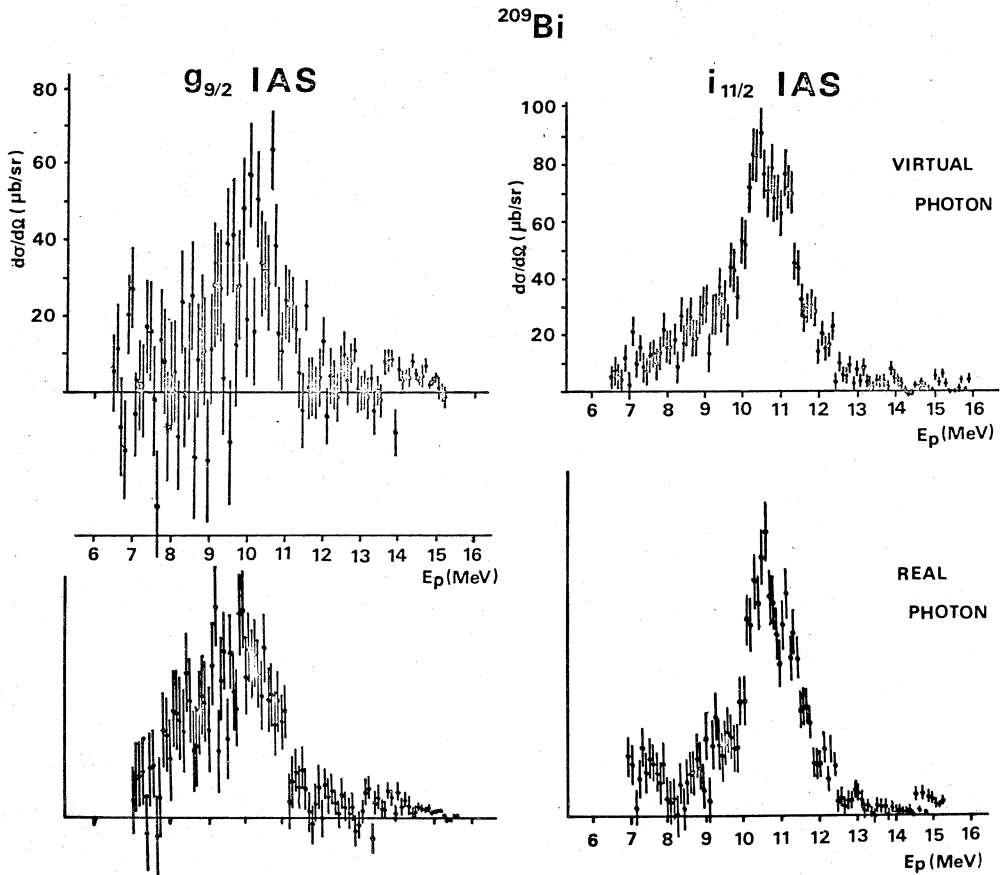 209Bi
g9/2 IAS
80
60
40
20
dσ/dΩ (μb/sr)
6 7 8 9 10 11 12 13 14 15 16
Ep (MeV)
i11/2 IAS
100
80
60
40
20
dσ/dΩ (μb/sr)
6 7 8 9 10 11 12 13 14 15 16
Ep (MeV)
VIRTUAL
PHOTON
REAL
PHOTON
6 7 8 9 10 11 12 13 14 15 16
Ep (MeV)